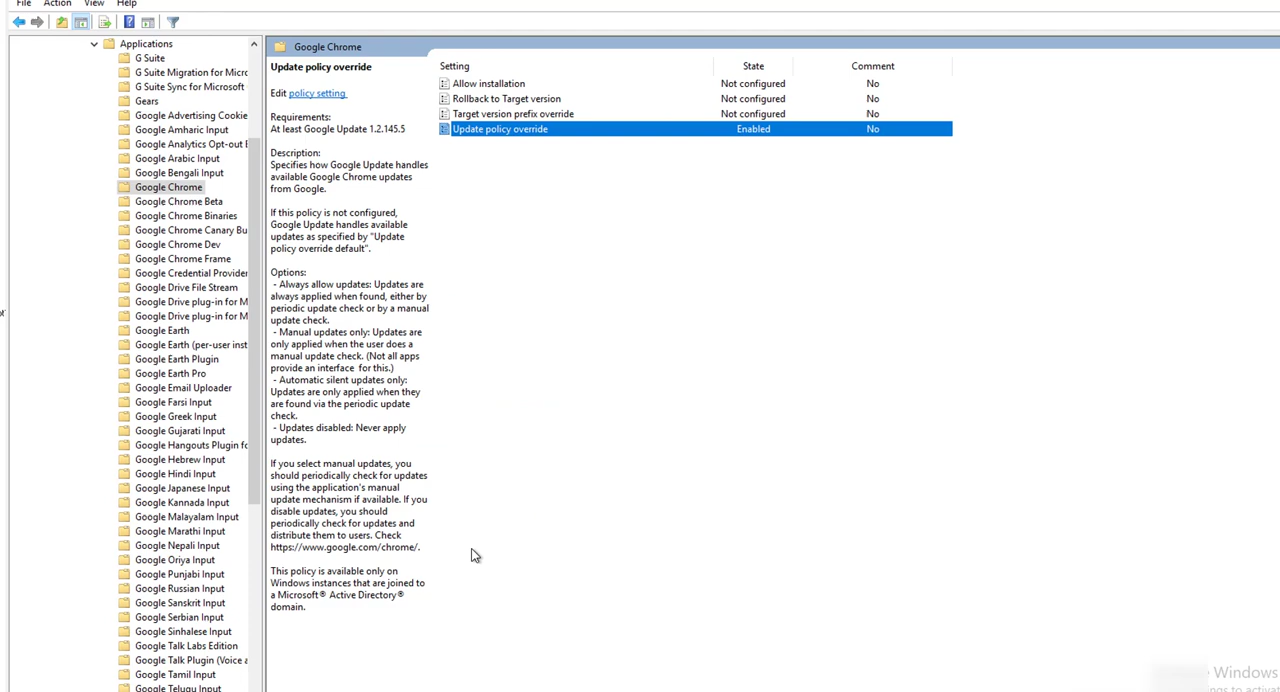 File Action View Help
Applications
G Suite
G Suite Migration for Micro
G Suite Sync for Microsoft
Gears
Google Advertising Cookie
Google Amharic Input
Google Analytics Opt-out
Google Arabic Input
Google Bengali Input
Google Chrome
Google Chrome Beta
Google Chrome Binaries
Google Chrome Canary Bu
Google Chrome Dev
Google Chrome Frame
Google Credential Provider
Google Drive File Stream
Google Drive plug-in for M
Google Drive plug-in for M
Google Earth
Google Earth (per-user inst
Google Earth Plugin
Google Earth Pro
Google Email Uploader
Google Farsi Input
Google Greek Input
Google Gujarati Input
Google Hangouts Plugin fo
Google Hebrew Input
Google Hindi Input
Google Japanese Input
Google Kannada Input
Google Malayalam Input
Google Marathi Input
Google Nepali Input
Google Oriya Input
Google Punjabi Input
Google Russian Input
Google Sanskrit Input
Google Serbian Input
Google Sinhalese Input
Google Talk Labs Edition
Google Talk Plugin (Voice a
Google Tamil Input
Google Telugu Input
Google Chrome
Update policy override
Edit policy setting
Requirements:
At least Google Update 1.2.145.5
Description:
Specifies how Google Update handles
available Google Chrome updates
from Google.
If this policy is not configured,
Google Update handles available
updates as specified by "Update
policy override default".
Options:
- Always allow updates: Updates are
always applied when found, either by
periodic update check or by a manual
update check.
- Manual updates only: Updates are
only applied when the user does a
manual update check. (Not all apps
provide an interface for this.)
- Automatic silent updates only:
Updates are only applied when they
are found via the periodic update
check.
- Updates disabled: Never apply
updates.
If you select manual updates, you
should periodically check for updates
using the application's manual
update mechanism if available. If you
disable updates, you should
periodically check for updates and
distribute them to users. Check
https://www.google.com/chrome/.
This policy is available only on
Windows instances that are joined to
a Microsoft® Active Directory®
domain.
Setting State Comment
Allow installation Not configured No
Rollback to Target version Not configured No
Target version prefix override Not configured No
Update policy override Enabled No
Windows